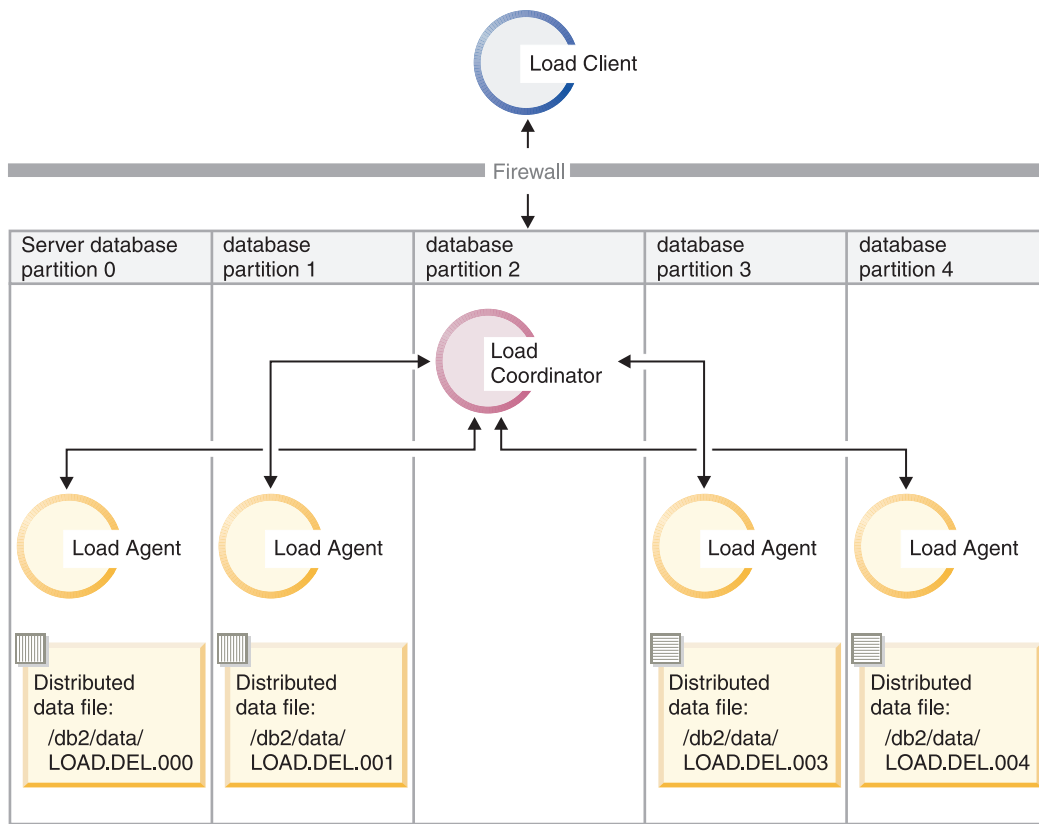 Load Client
Firewall
Server database
partition 0
database
partition 1
database
partition 2
database
partition 3
database
partition 4
Load
Coordinator
Load Agent
Load Agent
Load Agent
Load Agent
Distributed
data file:
/db2/data/
LOAD.DEL.000
Distributed
data file:
/db2/data/
LOAD.DEL.001
Distributed
data file:
/db2/data/
LOAD.DEL.003
Distributed
data file:
/db2/data/
LOAD.DEL.004